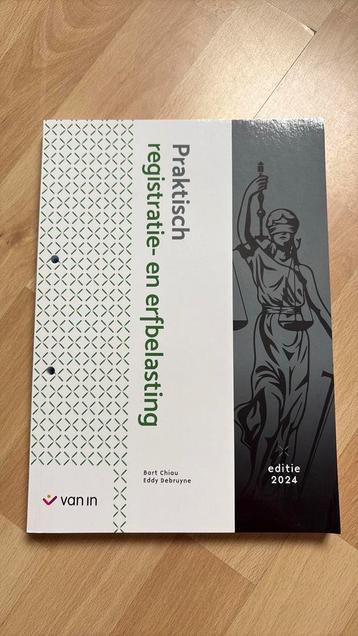 Praktisch
registratie- en erfbelasting
Bart Chiau
Eddy Debruyne
editie
2024
van in